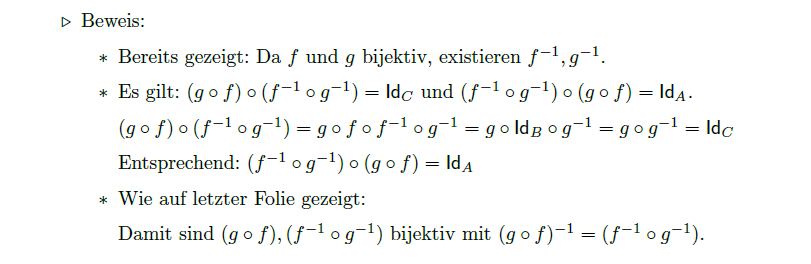 ▷ Beweis:
∗ Bereits gezeigt: Da f und g bijektiv, existieren f⁻¹, g⁻¹.
∗ Es gilt: (g ∘ f) ∘ (f⁻¹ ∘ g⁻¹) = Id_C und (f⁻¹ ∘ g⁻¹) ∘ (g ∘ f) = Id_A.
(g ∘ f) ∘ (f⁻¹ ∘ g⁻¹) = g ∘ f ∘ f⁻¹ ∘ g⁻¹ = g ∘ Id_B ∘ g⁻¹ = g ∘ g⁻¹ = Id_C
Entsprechend: (f⁻¹ ∘ g⁻¹) ∘ (g ∘ f) = Id_A
∗ Wie auf letzter Folie gezeigt:
Damit sind (g ∘ f), (f⁻¹ ∘ g⁻¹) bijektiv mit (g ∘ f)⁻¹ = (f⁻¹ ∘ g⁻¹).